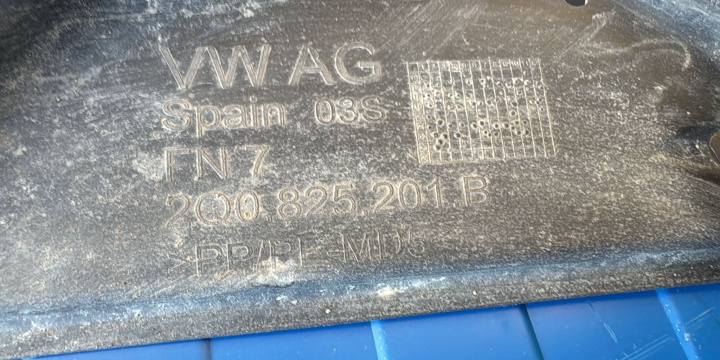 VW AG
Spain 03S
FN 7
2Q0.825.201 B
>PP/PE-MD5